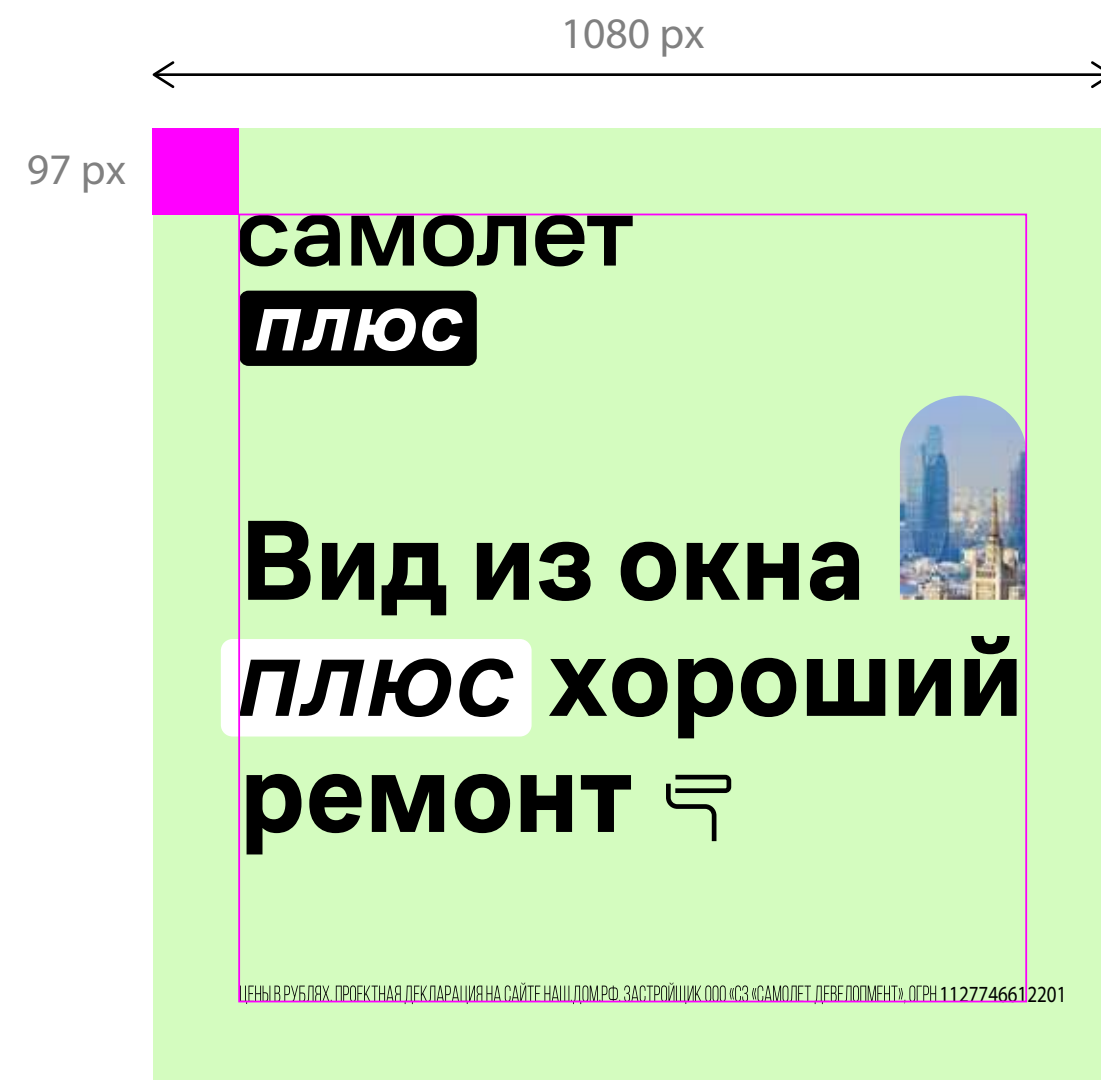 1080 px
97 px
самолет
плюс
Вид из окна
плюс хороший
ремонт
ЦЕНЫ В РУБЛЯХ. ПРОЕКТНАЯ ДЕКЛАРАЦИЯ НА САЙТЕ НАШ.ДОМ.РФ. ЗАСТРОЙЩИК ООО «СЗ «САМОЛЕТ ДЕВЕЛОПМЕНТ», ОГРН 1127746612201